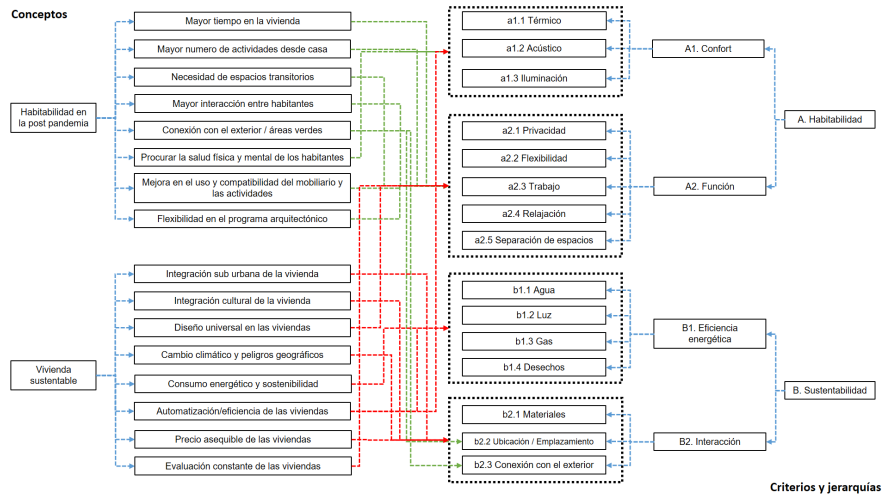 Conceptos
Habitabilidad en
la post pandemia
Mayor tiempo en la vivienda
Mayor numero de actividades desde casa
Necesidad de espacios transitorios
Mayor interacción entre habitantes
Conexión con el exterior / áreas verdes
Procurar la salud física y mental de los habitantes
Mejora en el uso y compatibilidad del mobiliario y
las actividades
Flexibilidad en el programa arquitectónico
Vivienda
sustentable
Integración sub urbana de la vivienda
Integración cultural de la vivienda
Diseño universal en las viviendas
Cambio climático y peligros geográficos
Consumo energético y sostenibilidad
Automatización/eficiencia de las viviendas
Precio asequible de las viviendas
Evaluación constante de las viviendas
a1.1 Térmico
a1.2 Acústico
a1.3 Iluminación
a2.1 Privacidad
a2.2 Flexibilidad
a2.3 Trabajo
a2.4 Relajación
a2.5 Separación de espacios
b1.1 Agua
b1.2 Luz
b1.3 Gas
b1.4 Desechos
b2.1 Materiales
b2.2 Ubicación / Emplazamiento
b2.3 Conexión con el exterior
A1. Confort
A2. Función
B1. Eficiencia
energética
B2. Interacción
A. Habitabilidad
B. Sustentabilidad
Criterios y jerarquías